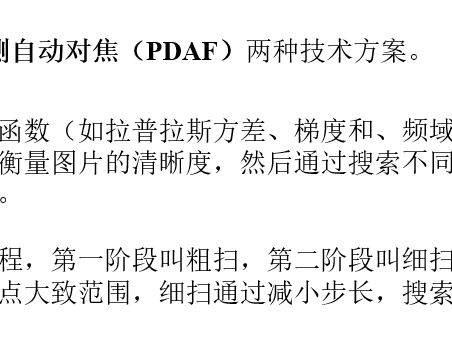 测自动对焦（PDAF）两种技术方案。
函数（如拉普拉斯方差、梯度和、频域
衡量图片的清晰度，然后通过搜索不同
。
程，第一阶段叫粗扫，第二阶段叫细扫
点大致范围，细扫通过减小步长，搜索